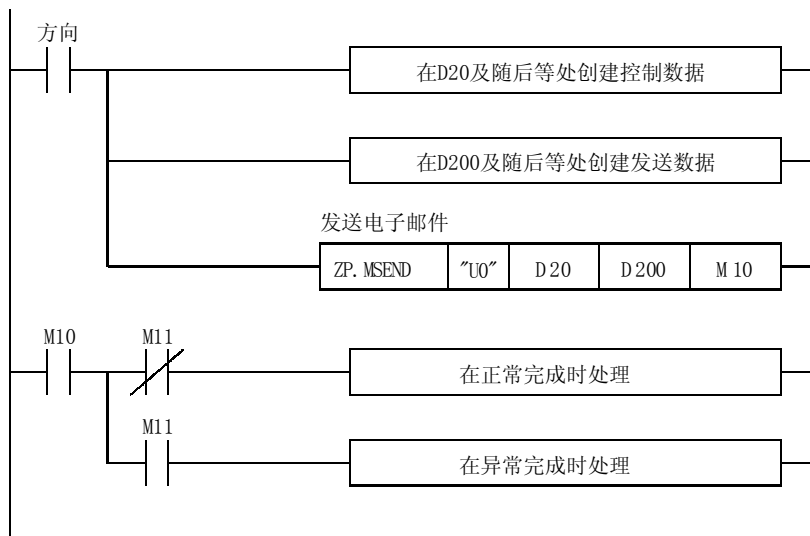 方向
在D20及随后等处创建控制数据
在D200及随后等处创建发送数据
发送电子邮件
ZP.MSEND "U0" D20 D200 M10
M10 M11
在正常完成时处理
M11
在异常完成时处理